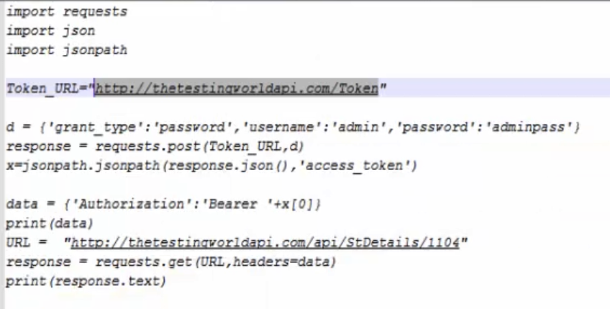 import requests
import json
import jsonpath
Token_URL="http://thetestingworldapi.com/Token"
d = {'grant_type':'password','username':'admin','password':'adminpass'}
response = requests.post(Token_URL,d)
x=jsonpath.jsonpath(response.json(),'access_token')
data = {'Authorization':'Bearer '+x[0]}
print(data)
URL =  "http://thetestingworldapi.com/api/StDetails/1104"
response = requests.get(URL,headers=data)
print(response.text)